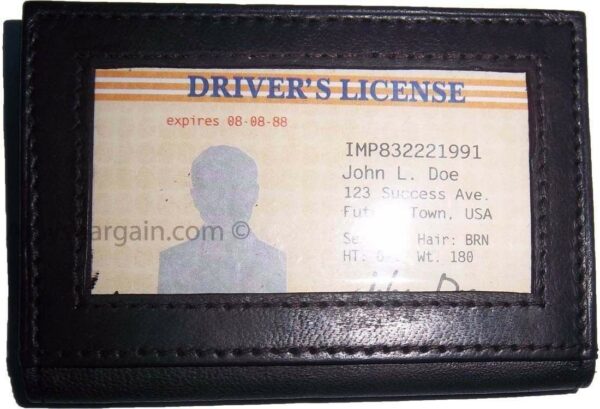 DRIVER'S LICENSE
expires 08-08-88
IMP832221991
John L. Doe
123 Success Ave.
Town, USA
Hair: BRN
HT: Wt. 180
argain.com ©